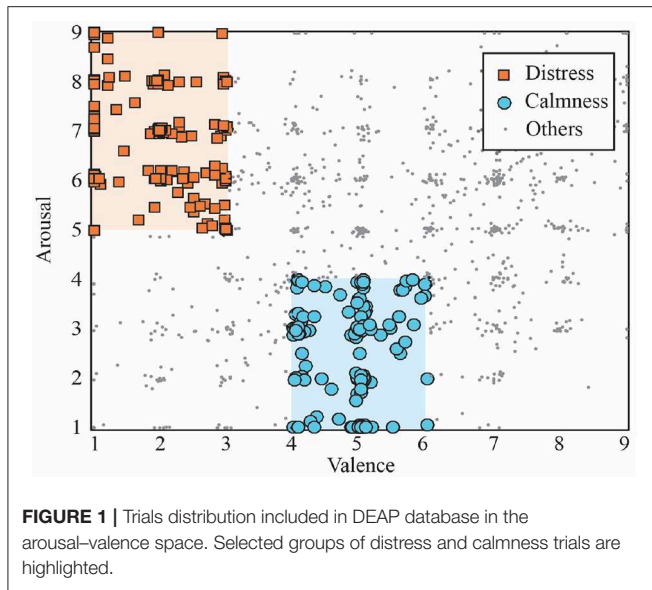 9
8
7
6
5
4
3
2
1
Arousal
Distress
Calmness
Others
1 2 3 4 5 6 7 8 9
Valence
FIGURE 1 | Trials distribution included in DEAP database in the
arousal–valence space. Selected groups of distress and calmness trials are
highlighted.